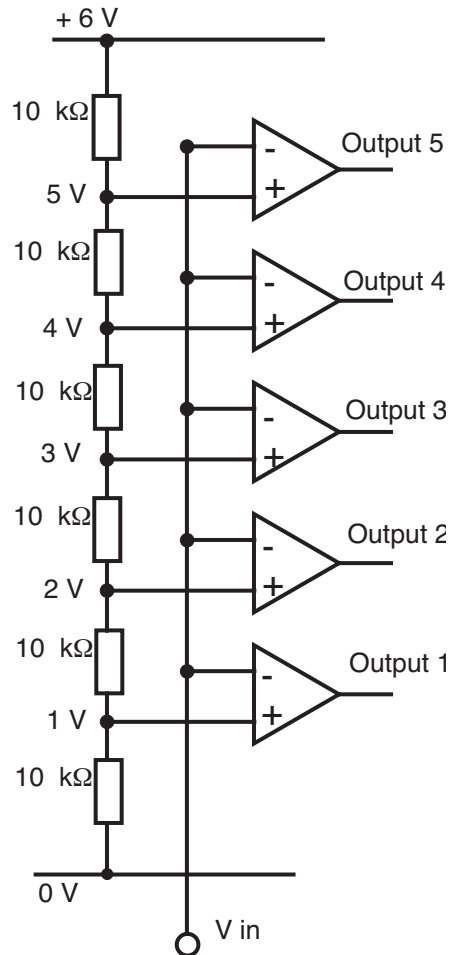 + 6 V
10 kΩ
Output 5
-
5 V
+
10 kΩ
Output 4
-
4 V
+
10 kΩ
Output 3
-
3 V
+
10 kΩ
Output 2
-
2 V
+
10 kΩ
Output 1
-
1 V
+
10 kΩ
0 V
V in